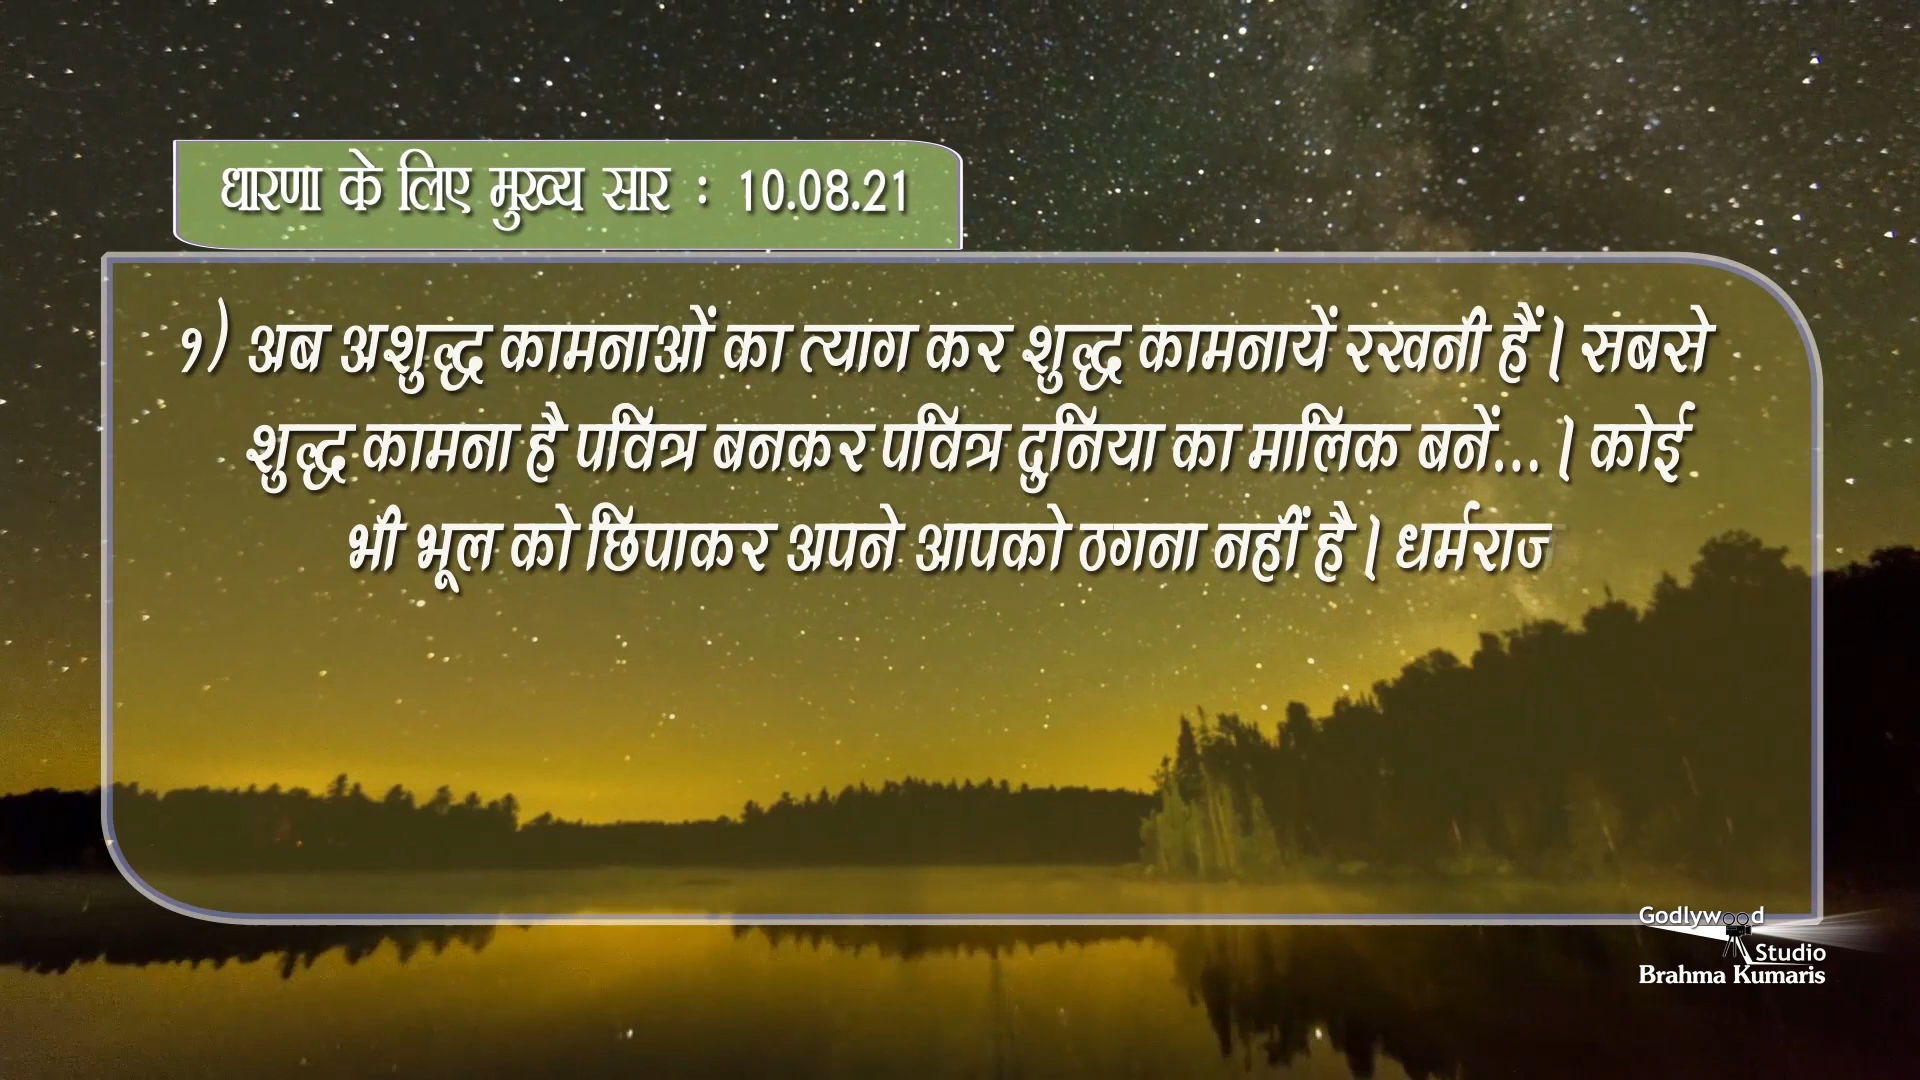 धारणा के लिए मुख्य सार : 10.08.21
१) अब अशुद्ध कामनाओं का त्याग कर शुद्ध कामनायें रखनी हैं। सबसे
शुद्ध कामना है पवित्र बनकर पवित्र दुनिया का मालिक बनें...। कोई
भी भूल को छिपाकर अपने आपको ठगना नहीं है। धर्मराज
Godlywood
Studio
Brahma Kumaris